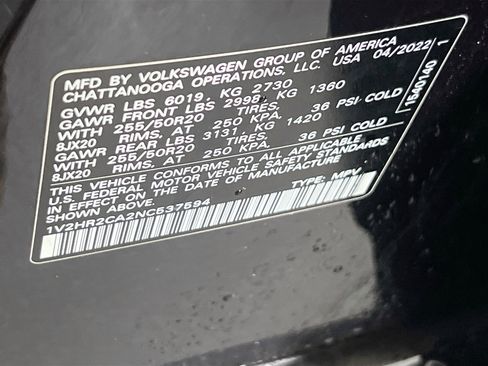 MFD BY VOLKSWAGEN GROUP OF AMERICA
CHATTANOOGA OPERATIONS, LLC. USA 04/2022
GVWR LBS 6019, KG 2730
GAWR FRONT LBS 2998, KG 1360
WITH 255/50R20 TIRES,
8JX20 RIMS, AT 250 KPA, 36 PSI COLD
GAWR REAR LBS 3131, KG 1420
WITH 255/50R20 TIRES,
8JX20 RIMS, AT 250 KPA, 36 PSI COLD
THIS VEHICLE CONFORMS TO ALL APPLICABLE
U.S. FEDERAL MOTOR VEHICLE SAFETY STANDARDS
IN EFFECT ON THE DATE OF MANUFACTURE
SHOWN ABOVE
1V2HR2CA2NC537594 TYPE: MPV
1640140 1